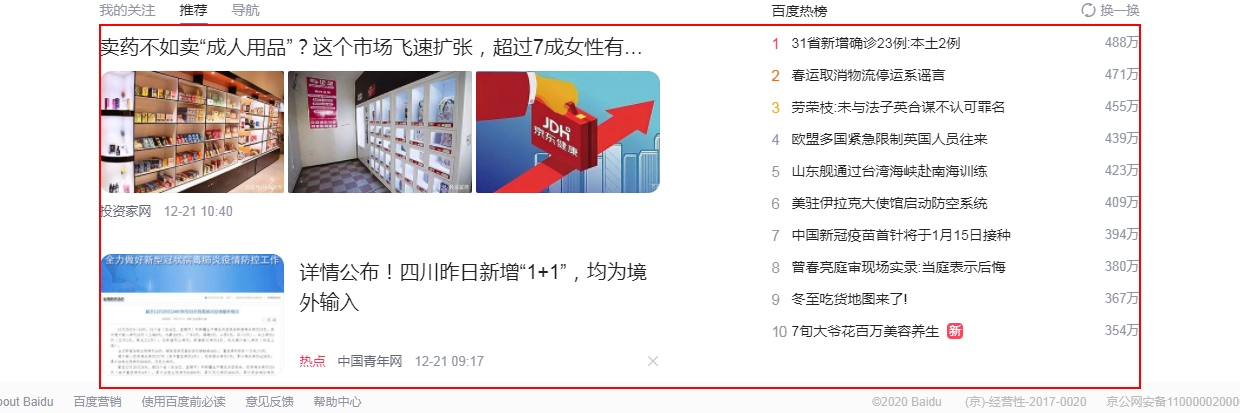 我的关注 推荐 导航
卖药不如卖“成人用品”？这个市场飞速扩张，超过7成女性有...
JDH
京东健康
投资家网 12-21 10:40
全力做好新型冠状病毒肺炎疫情防控工作
详情公布！四川昨日新增“1+1”，均为境
外输入
热点 中国青年网 12-21 09:17
百度热榜 换一换
1 31省新增确诊23例:本土2例 488万
2 春运取消物流停运系谣言 471万
3 劳荣枝:未与法子英合谋不认可罪名 455万
4 欧盟多国紧急限制英国人员往来 439万
5 山东舰通过台湾海峡赴南海训练 423万
6 美驻伊拉克大使馆启动防空系统 409万
7 中国新冠疫苗首针将于1月15日接种 394万
8 曾春亮庭审现场实录:当庭表示后悔 380万
9 冬至吃货地图来了! 367万
10 7旬大爷花百万美容养生 新 354万
bout Baidu 百度营销 使用百度前必读 意见反馈 帮助中心 ©2020 Baidu (京)-经营性-2017-0020 京公网安备11000002000